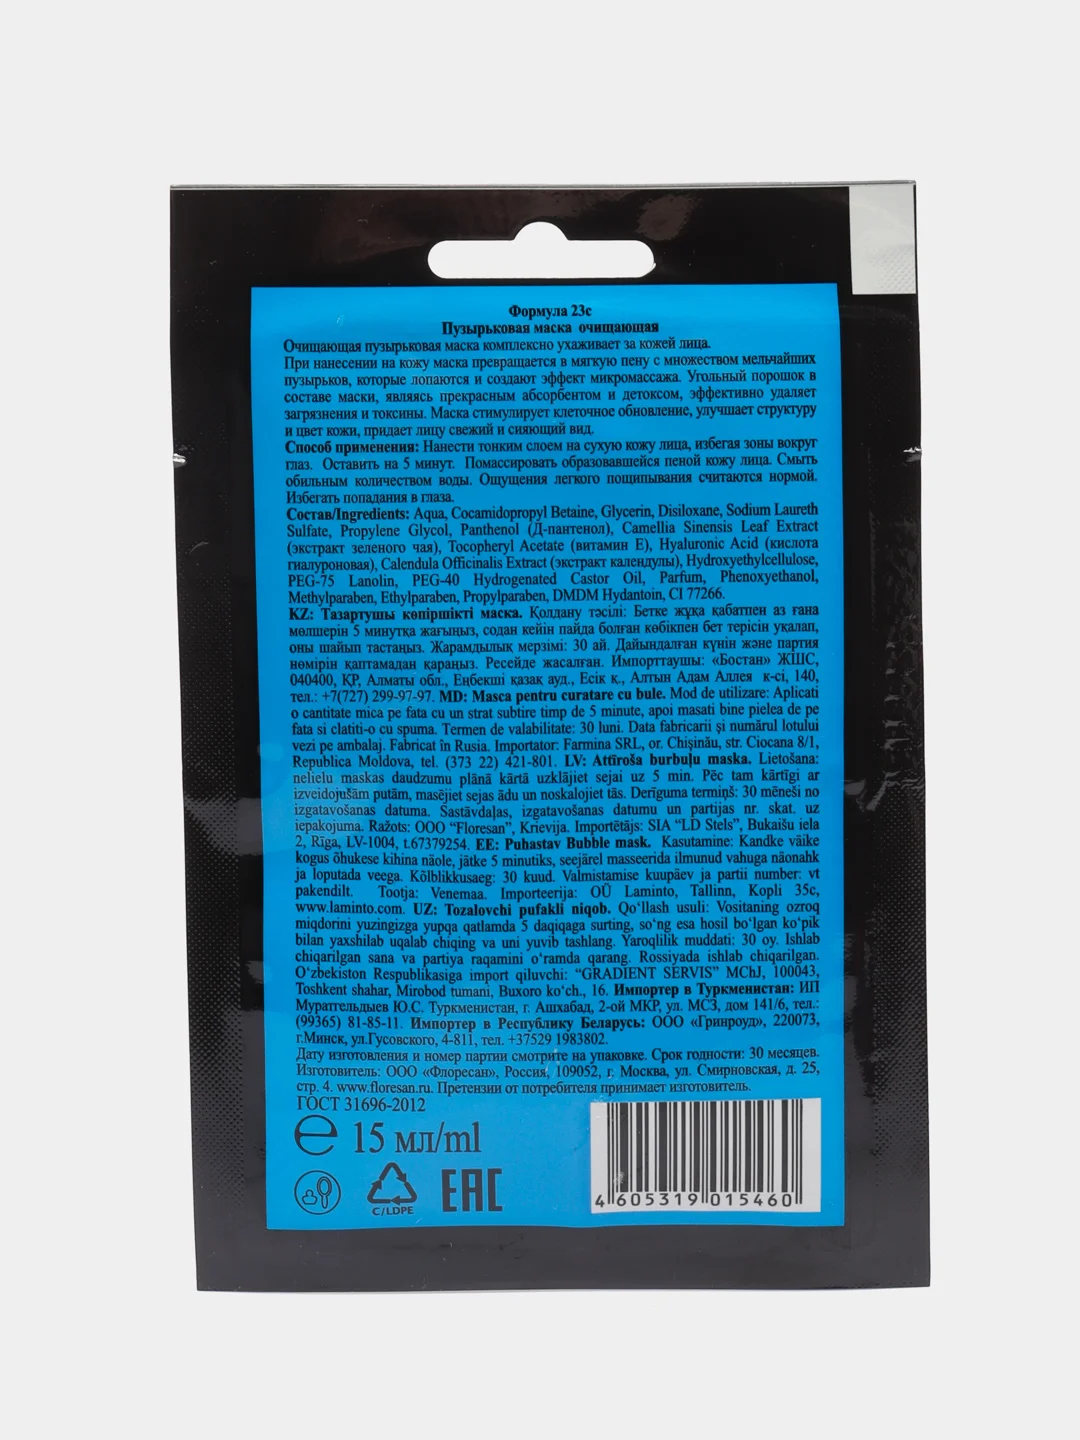 Формула 23с
Пузырьковая маска очищающая
Очищающая пузырьковая маска комплексно ухаживает за кожей лица.
При нанесении на кожу маска превращается в мягкую пену с множеством мельчайших
пузырьков, которые лопаются и создают эффект микромассажа. Угольный порошок в
составе маски, являясь прекрасным абсорбентом и детоксом, эффективно удаляет
загрязнения и токсины. Маска стимулирует клеточное обновление, улучшает структуру
и цвет кожи, придает лицу свежий и сияющий вид.
Способ применения: Нанести тонким слоем на сухую кожу лица, избегая зоны вокруг
глаз. Оставить на 5 минут. Помассировать образовавшейся пеной кожу лица. Смыть
обильным количеством воды. Ощущения легкого пощипывания считаются нормой.
Избегать попадания в глаза.
Состав/Ingredients: Aqua, Cocamidopropyl Betaine, Glycerin, Disiloxane, Sodium Laureth
Sulfate, Propylene Glycol, Panthenol (Д-пантенол), Camellia Sinensis Leaf Extract
(экстракт зеленого чая), Tocopheryl Acetate (витамин Е), Hyaluronic Acid (кислота
гиалуроновая), Calendula Officinalis Extract (экстракт календулы), Hydroxyethylcellulose,
PEG-75 Lanolin, PEG-40 Hydrogenated Castor Oil, Parfum, Phenoxyethanol,
Methylparaben, Ethylparaben, Propylparaben, DMDM Hydantoin, CI 77266.
KZ: Тазартушы көпіршікті маска. Қолдану тәсілі: Бетке жұқа қабатпен аз ғана
мөлшерін 5 минутқа жағыңыз, содан кейін пайда болған көбікпен бет терісін уқалап,
оны шайып тастаңыз. Жарамдылық мерзімі: 30 ай. Дайындалған күнін және партия
нөмірін қаптамадан қараңыз. Ресейде жасалған. Импорттаушы: «Бостан» ЖШС,
040400, ҚР, Алматы обл., Еңбекші қазақ ауд., Есік қ., Алтын Адам Аллея к-сі, 140,
тел.: +7(727) 299-97-97. MD: Masca pentru curatare cu bule. Mod de utilizare: Aplicati
o cantitate mica pe fata cu un strat subtire timp de 5 minute, apoi masati bine pielea de pe
fata si clatiti-o cu spuma. Termen de valabilitate: 30 luni. Data fabricarii și numărul lotului
vezi pe ambalaj. Fabricat în Rusia. Importator: Farmina SRL, or. Chișinău, str. Ciocana 8/1,
Republica Moldova, tel. (373 22) 421-801. LV: Attīroša burbuļu maska. Lietošana:
nelielu maskas daudzumu plānā kārtā uzklājiet sejai uz 5 min. Pēc tam kārtīgi ar
izveidojušām putām, masējiet sejas ādu un noskalojiet tās. Derīguma termiņš: 30 mēneši no
izgatavošanas datuma. Sastāvdaļas, izgatavošanas datumu un partijas nr. skat. uz
iepakojuma. Ražots: OOO “Floresan”, Krievija. Importētājs: SIA “LD Stels”, Bukaišu iela
2, Rīga, LV-1004, t.67379254. EE: Puhastav Bubble mask. Kasutamine: Kandke väike
kogus õhukese kihina näole, jätke 5 minutiks, seejärel masseerida ilmunud vahuga näonahk
ja loputada veega. Kõlblikkusaeg: 30 kuud. Valmistamise kuupäev ja partii number: vt
pakendilt. Tootja: Venemaa. Importeerija: OÜ Laminto, Tallinn, Kopli 35c,
www.laminto.com. UZ: Tozalovchi pufakli niqob. Qo‘llash usuli: Vositaning ozroq
miqdorini yuzingizga yupqa qatlamda 5 daqiqaga surting, so‘ng esa hosil bo‘lgan ko‘pik
bilan yaxshilab uqalab chiqing va uni yuvib tashlang. Yaroqlilik muddati: 30 oy. Ishlab
chiqarilgan sana va partiya raqamini o‘ramda qarang. Rossiyada ishlab chiqarilgan.
O‘zbekiston Respublikasiga import qiluvchi: “GRADIENT SERVIS” MChJ, 100043,
Toshkent shahar, Mirobod tumani, Buxoro ko‘ch., 16. Импортер в Туркменистан: ИП
Мураттельдыев Ю.С. Туркменистан, г. Ашхабад, 2-ой МКР, ул. МСЗ, дом 141/6, тел.:
(99365) 81-85-11. Импортер в Республику Беларусь: ООО «Гринроуд», 220073,
г.Минск, ул.Гусовского, 4-811, тел. +37529 1983802.
Дату изготовления и номер партии смотрите на упаковке. Срок годности: 30 месяцев.
Изготовитель: ООО «Флоресан», Россия, 109052, г. Москва, ул. Смирновская, д. 25,
стр. 4. www.floresan.ru. Претензии от потребителя принимает изготовитель.
ГОСТ 31696-2012
℮ 15 мл/ml
C/LDPE
EAC
4 605319 015460